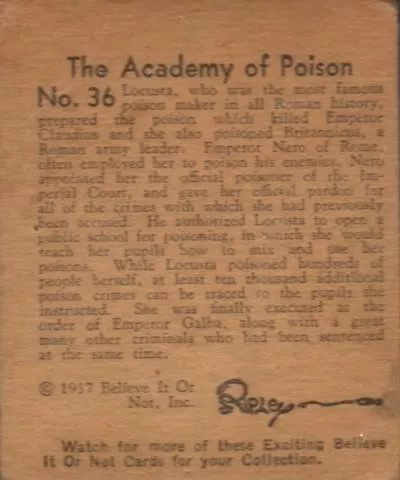 The Academy of Poison
No. 36 Locusta, who was the most famous
poison maker in all Roman history,
prepared the poison which killed Emperor
Claudius and she also poisoned Britannicus, a
Roman army leader. Emperor Nero of Rome,
often employed her to poison his enemies. Nero
appointed her the official poisoner of the Im-
perial Court, and gave her official pardon for
all of the crimes with which she had previously
been accused. He authorized Locusta to open a
public school for poisoning, in which she would
teach her pupils how to mix and use her
poisons. While Locusta poisoned hundreds of
people herself, at least ten thousand additional
poison crimes can be traced to the pupils she
instructed. She was finally executed at the
order of Emperor Galba, along with a great
many other criminals who had been sentenced
at the same time.
© 1937 Believe It Or
Not, Inc.
RIPLEY
Watch for more of these Exciting Believe
It Or Not Cards for your Collection.